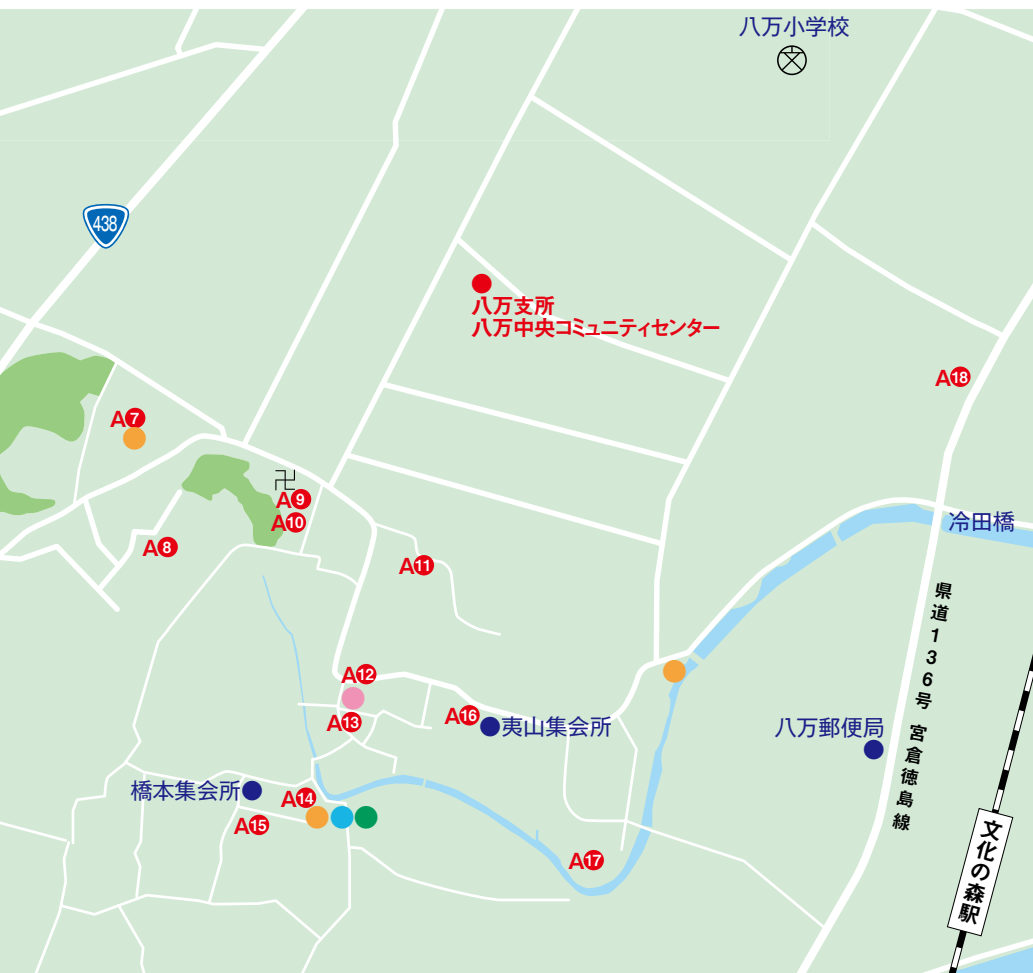 八万小学校
438
八万支所
八万中央コミュニティセンター
A18
A7
A9
A10
冷田橋
A8
A11
県道136号 宮倉徳島線
A12
A13
A16
夷山集会所
八万郵便局
橋本集会所
A14
A15
文化の森駅
A17